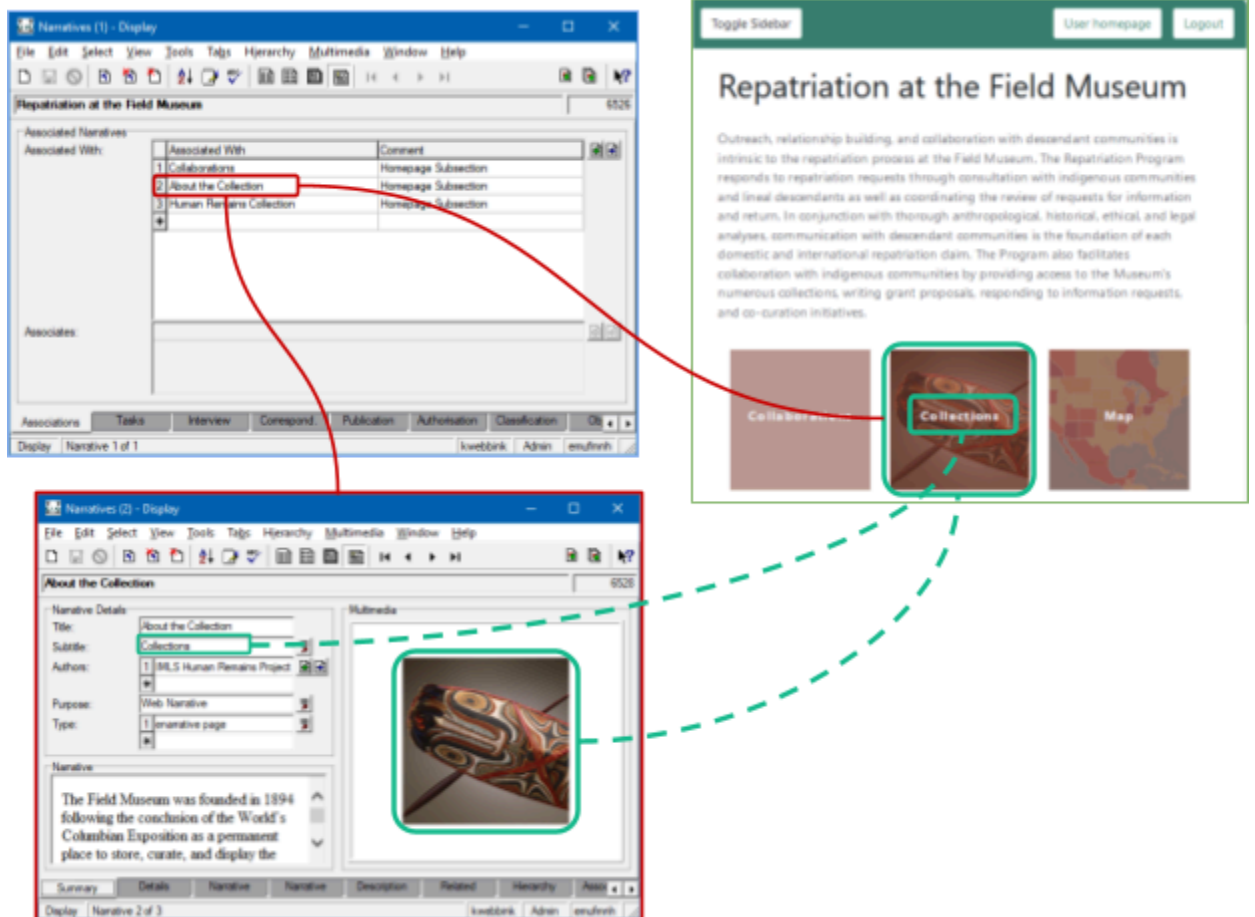 Narratives (1) - Display
File Edit Select View Tools Tabs Hierarchy Multimedia Window Help
Repatriation at the Field Museum 6526
Associated Narratives
Associated With:
Associated With Comment
1 Collaborations Homepage Subsection
2 About the Collection Homepage Subsection
3 Human Remains Collection Homepage Subsection
Associates:
Associations Tasks Interview Correspond. Publication Authorisation Classification Ob
Display Narrative 1 of 1 kwebbink Admin emufmnh
Toggle Sidebar User homepage Logout
Repatriation at the Field Museum
Outreach, relationship building, and collaboration with descendant communities is
intrinsic to the repatriation process at the Field Museum. The Repatriation Program
responds to repatriation requests through consultation with indigenous communities
and lineal descendants as well as coordinating the review of requests for information
and return. In conjunction with thorough anthropological, historical, ethical, and legal
analyses, communication with descendant communities is the foundation of each
domestic and international repatriation claim. The Program also facilitates
collaboration with indigenous communities by providing access to the Museum's
numerous collections, writing grant proposals, responding to information requests,
and co-curation initiatives.
Collaborations Collections Map
Narratives (2) - Display
File Edit Select View Tools Tabs Hierarchy Multimedia Window Help
About the Collection 6528
Narrative Details
Title: About the Collection
Subtitle: Collections
Authors: 1 IMLS Human Remains Project
Purpose: Web Narrative
Type: 1 enarrative page
Multimedia
Narrative
The Field Museum was founded in 1894
following the conclusion of the World's
Columbian Exposition as a permanent
place to store, curate, and display the
Summary Details Narrative Narrative Description Related Hierarchy Asso
Display Narrative 2 of 3 kwebbink Admin emufmnh